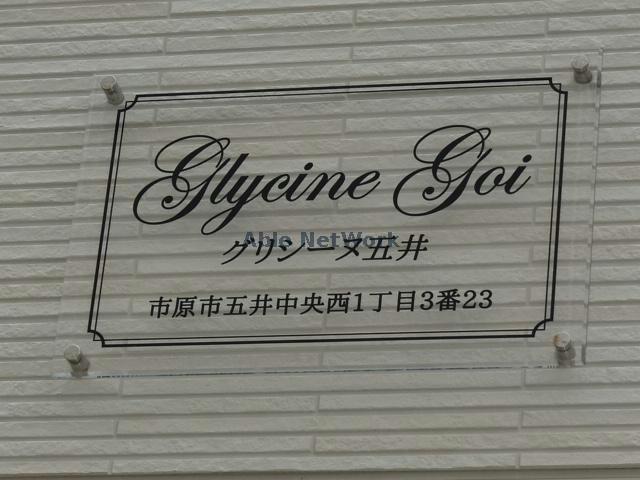 Glycine Goi
Able NetWork
グリシーヌ五井
市原市五井中央西1丁目3番23